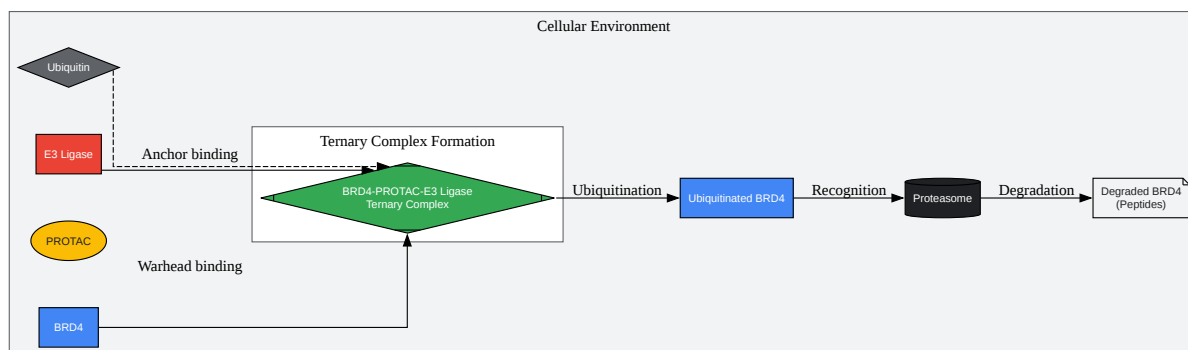 Cellular Environment
Ubiquitin
E3 Ligase
Anchor binding
Ternary Complex Formation
BRD4-PROTAC-E3 Ligase
Ternary Complex
Ubiquitination
Ubiquitinated BRD4
Recognition
Proteasome
Degradation
Degraded BRD4
(Peptides)
PROTAC
Warhead binding
BRD4